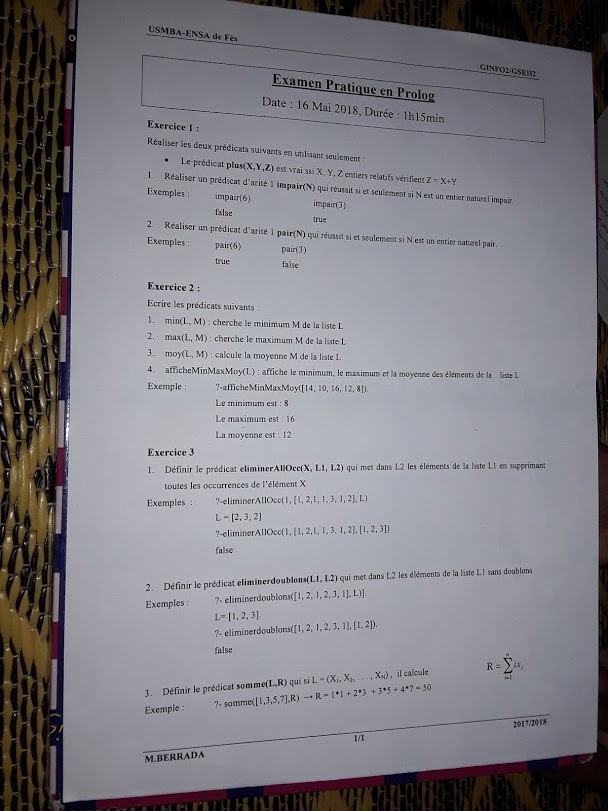 USMBA-ENSA de Fés
GINFO2/GSEII2
Examen Pratique en Prolog
Date : 16 Mai 2018, Durée : 1h15min
Exercice 1 :
Réaliser les deux prédicats suivants en utilisant seulement :
• Le prédicat plus(X,Y,Z) est vrai ssi X, Y, Z entiers relatifs vérifient Z = X+Y
1. Réaliser un prédicat d'arité 1 impair(N) qui réussit si et seulement si N est un entier naturel impair.
Exemples : impair(6) impair(3)
false true
2. Réaliser un prédicat d'arité 1 pair(N) qui réussit si et seulement si N est un entier naturel pair.
Exemples : pair(6) pair(3)
true false
Exercice 2 :
Ecrire les prédicats suivants :
1. min(L, M) : cherche le minimum M de la liste L
2. max(L, M) : cherche le maximum M de la liste L
3. moy(L, M) : calcule la moyenne M de la liste L
4. afficheMinMaxMoy(L) : affiche le minimum, le maximum et la moyenne des éléments de la liste L
Exemple : ?-afficheMinMaxMoy([14, 10, 16, 12, 8]).
Le minimum est : 8
Le maximum est : 16
La moyenne est : 12
Exercice 3
1. Définir le prédicat eliminerAllOcc(X, L1, L2) qui met dans L2 les éléments de la liste L1 en supprimant
toutes les occurrences de l'élément X
Exemples : ?-eliminerAllOcc(1, [1, 2,1, 1, 3, 1, 2], L)
L = [2, 3, 2]
?-eliminerAllOcc(1, [1, 2,1, 1, 3, 1, 2], [1, 2, 3])
false
2. Définir le prédicat eliminerdoublons(L1, L2) qui met dans L2 les éléments de la liste L1 sans doublons
Exemples : ?- eliminerdoublons([1, 2, 1, 2, 3, 1], L)].
L= [1, 2, 3].
?- eliminerdoublons([1, 2, 1, 2, 3, 1], [1, 2]).
false
3. Définir le prédicat somme(L,R) qui si L = (X1, X2, . . . , XN) , il calcule R = ∑ i=1 n iXi
Exemple : ?- somme([1,3,5,7],R) → R = 1*1 + 2*3 + 3*5 + 4*7 = 50
1/1
2017/2018
M.BERRADA